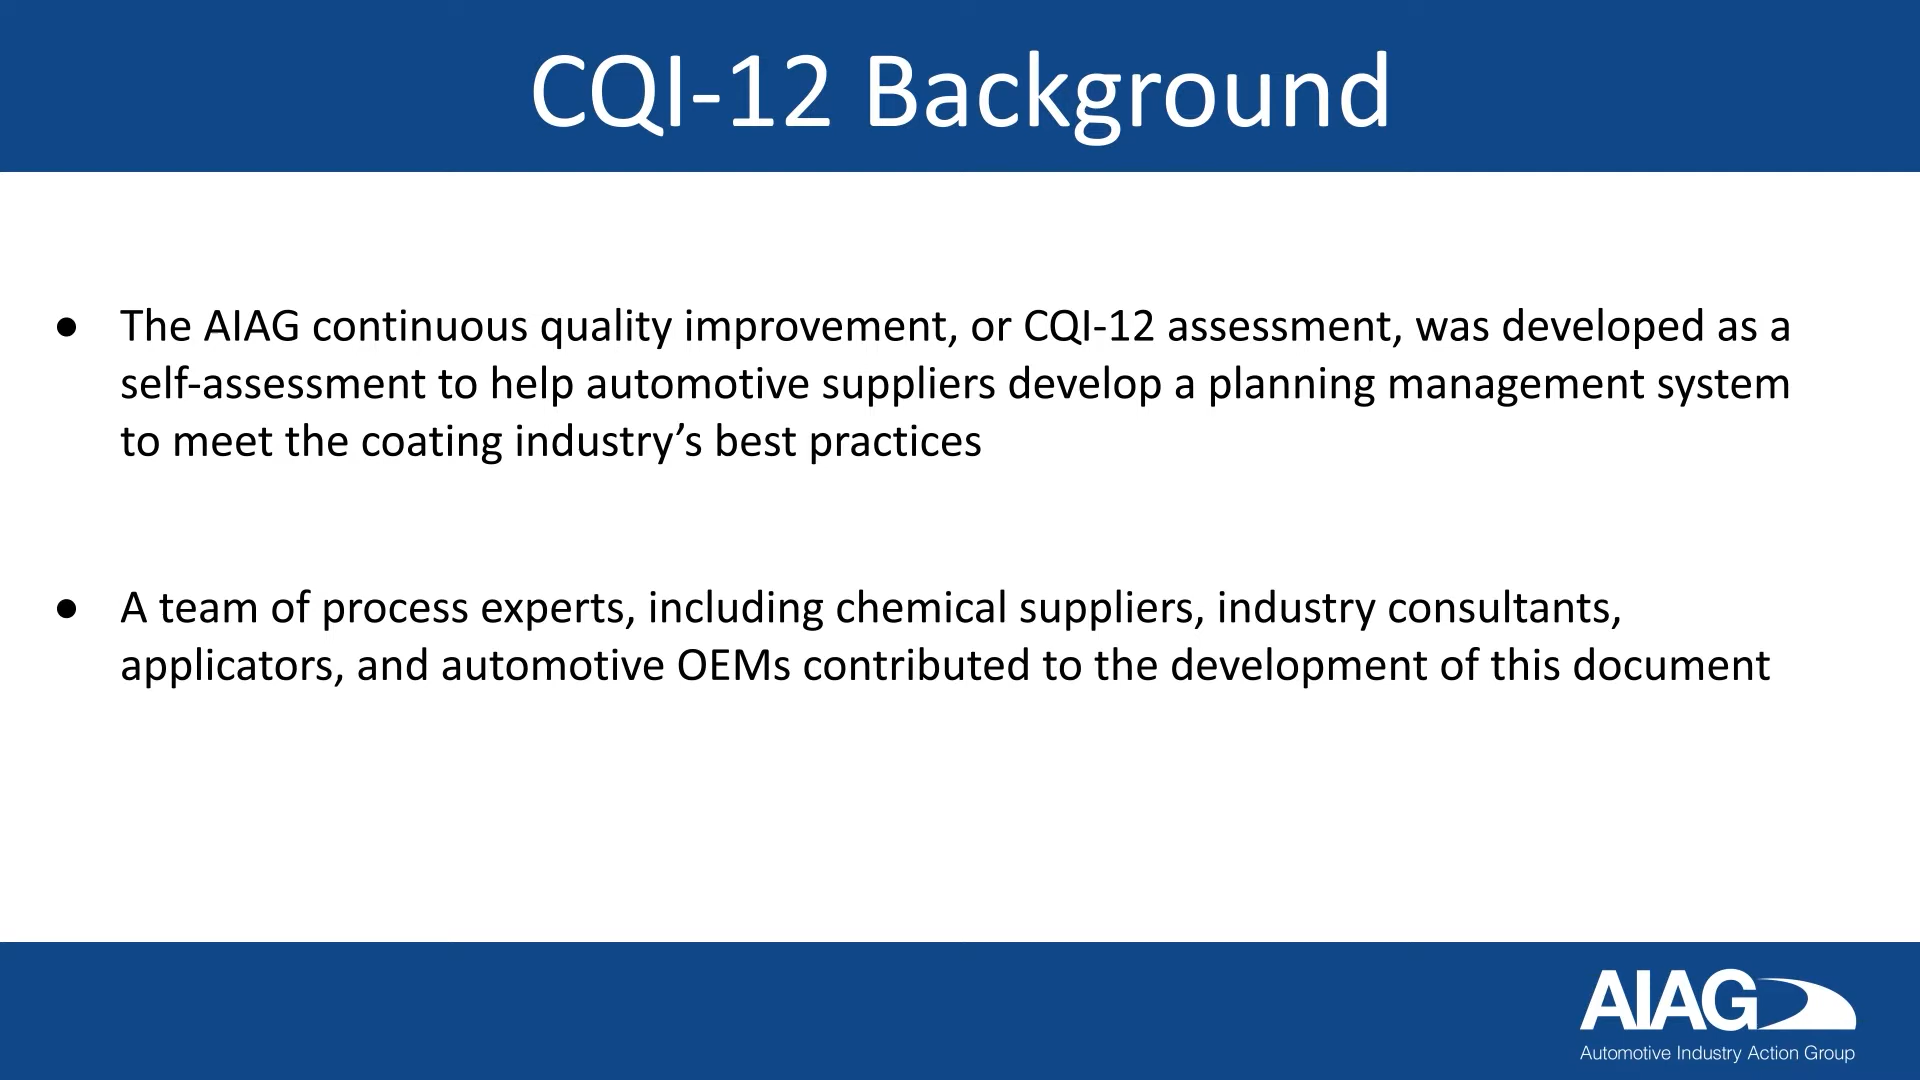 CQI-12 Background
● The AIAG continuous quality improvement, or CQI-12 assessment, was developed as a
self-assessment to help automotive suppliers develop a planning management system
to meet the coating industry’s best practices
● A team of process experts, including chemical suppliers, industry consultants,
applicators, and automotive OEMs contributed to the development of this document
AIAG
Automotive Industry Action Group